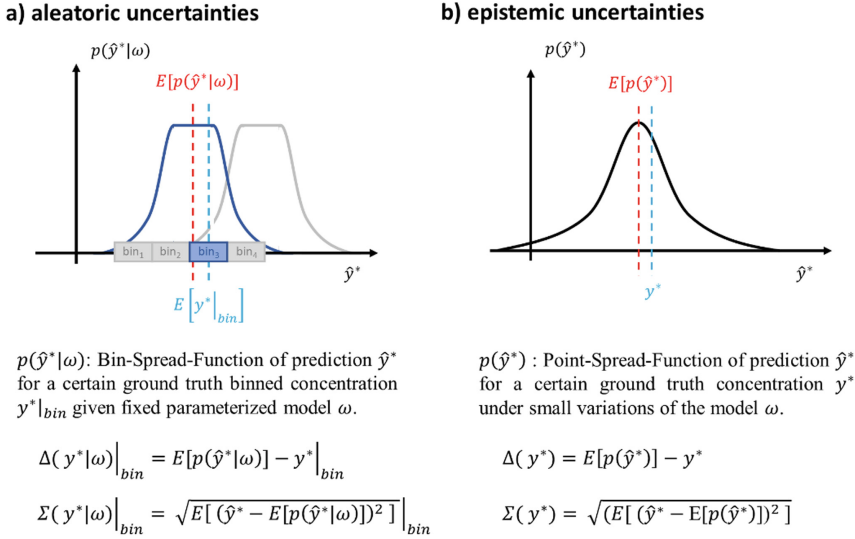 a) aleatoric uncertainties
p(ŷ*|ω)
E[p(ŷ*|ω)]
bin₁ bin₂ bin₃ bin₄
ŷ*
E[y*|bin]
p(ŷ*|ω): Bin-Spread-Function of prediction ŷ*
for a certain ground truth binned concentration
y*|bin given fixed parameterized model ω.
Δ( y*|ω)|bin = E[p(ŷ*|ω)] − y*|bin
Σ( y*|ω)|bin = √E[ (ŷ* − E[p(ŷ*|ω)])² ] |bin
b) epistemic uncertainties
p(ŷ*)
E[p(ŷ*)]
ŷ*
y*
p(ŷ*) : Point-Spread-Function of prediction ŷ*
for a certain ground truth concentration y*
under small variations of the model ω.
Δ( y*) = E[p(ŷ*)] − y*
Σ( y*) = √(E[ (ŷ* − E[p(ŷ*)])² ]